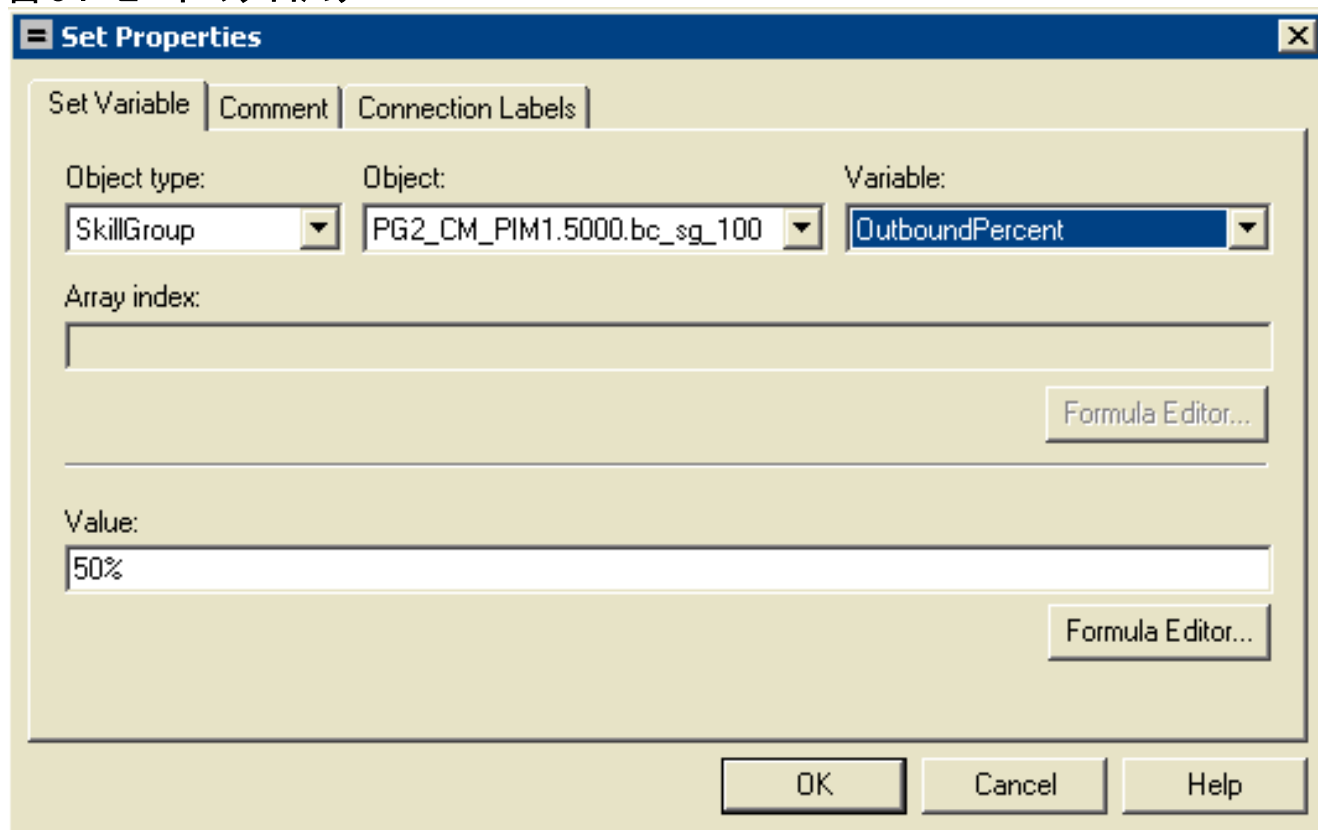 Set Properties
Set Variable Comment Connection Labels
Object type: Object: Variable:
SkillGroup PG2_CM_PIM1.5000.bc_sg_100 OutboundPercent
Array index:
Formula Editor...
Value:
50%
Formula Editor...
OK Cancel Help